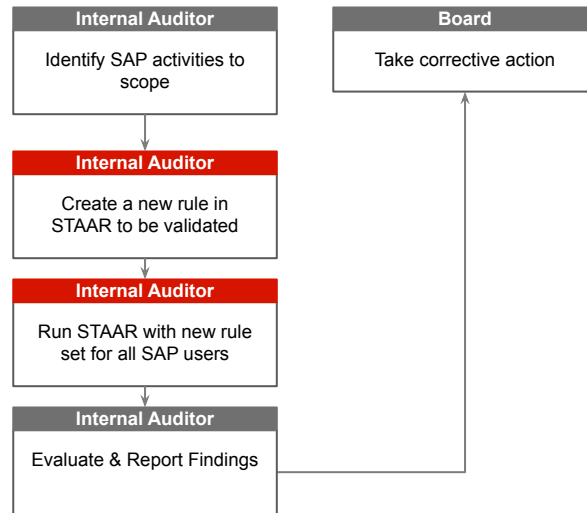 Internal Auditor
Identify SAP activities to
scope
Internal Auditor
Create a new rule in
STAAR to be validated
Internal Auditor
Run STAAR with new rule
set for all SAP users
Internal Auditor
Evaluate & Report Findings
Board
Take corrective action